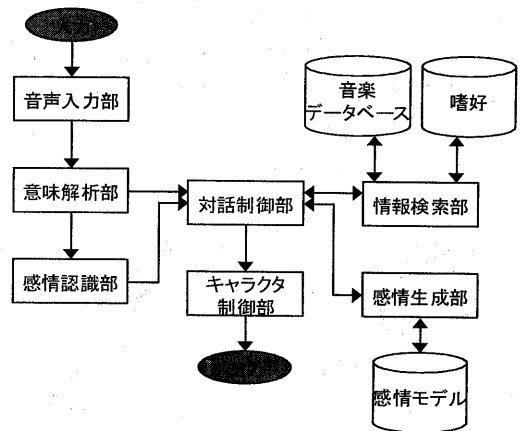 音声入力部
意味解析部
感情認識部
対話制御部
キャラクタ
制御部
音楽
データベース
嗜好
情報検索部
感情生成部
感情モデル